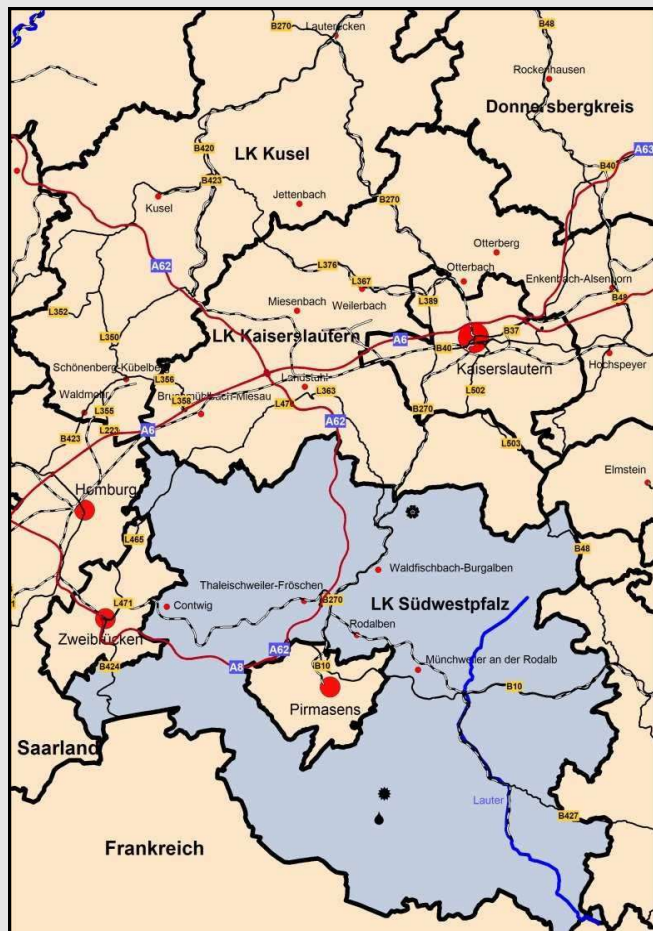 B270
Lauterecken
B48
Rockenhausen
Donnersbergkreis
B420
LK Kusel
B40
A63
B423
Kusel
Jettenbach
B270
Otterberg
A62
L376
L367
Otterbach
Enkenbach-Alsenborn
L352
Miesenbach
Weilerbach
L389
B48
L350
LK Kaiserslautern
A6
B37
B40
Schönenberg-Kübelberg
Kaiserslautern
Hochspeyer
L356
Landstuhl
L363
L502
Waldmohr
L355
L358
Bruchmühlbach-Miesau
L476
B270
L223
A6
A62
B423
L503
Elmstein
Homburg
L465
B48
Waldfischbach-Burgalben
Thaleischweiler-Fröschen
B270
L471
Contwig
LK Südwestpfalz
Zweibrücken
Rodalben
A62
B424
A8
B10
Münchweiler an der Rodalb
B10
Pirmasens
Saarland
Lauter
B427
Frankreich